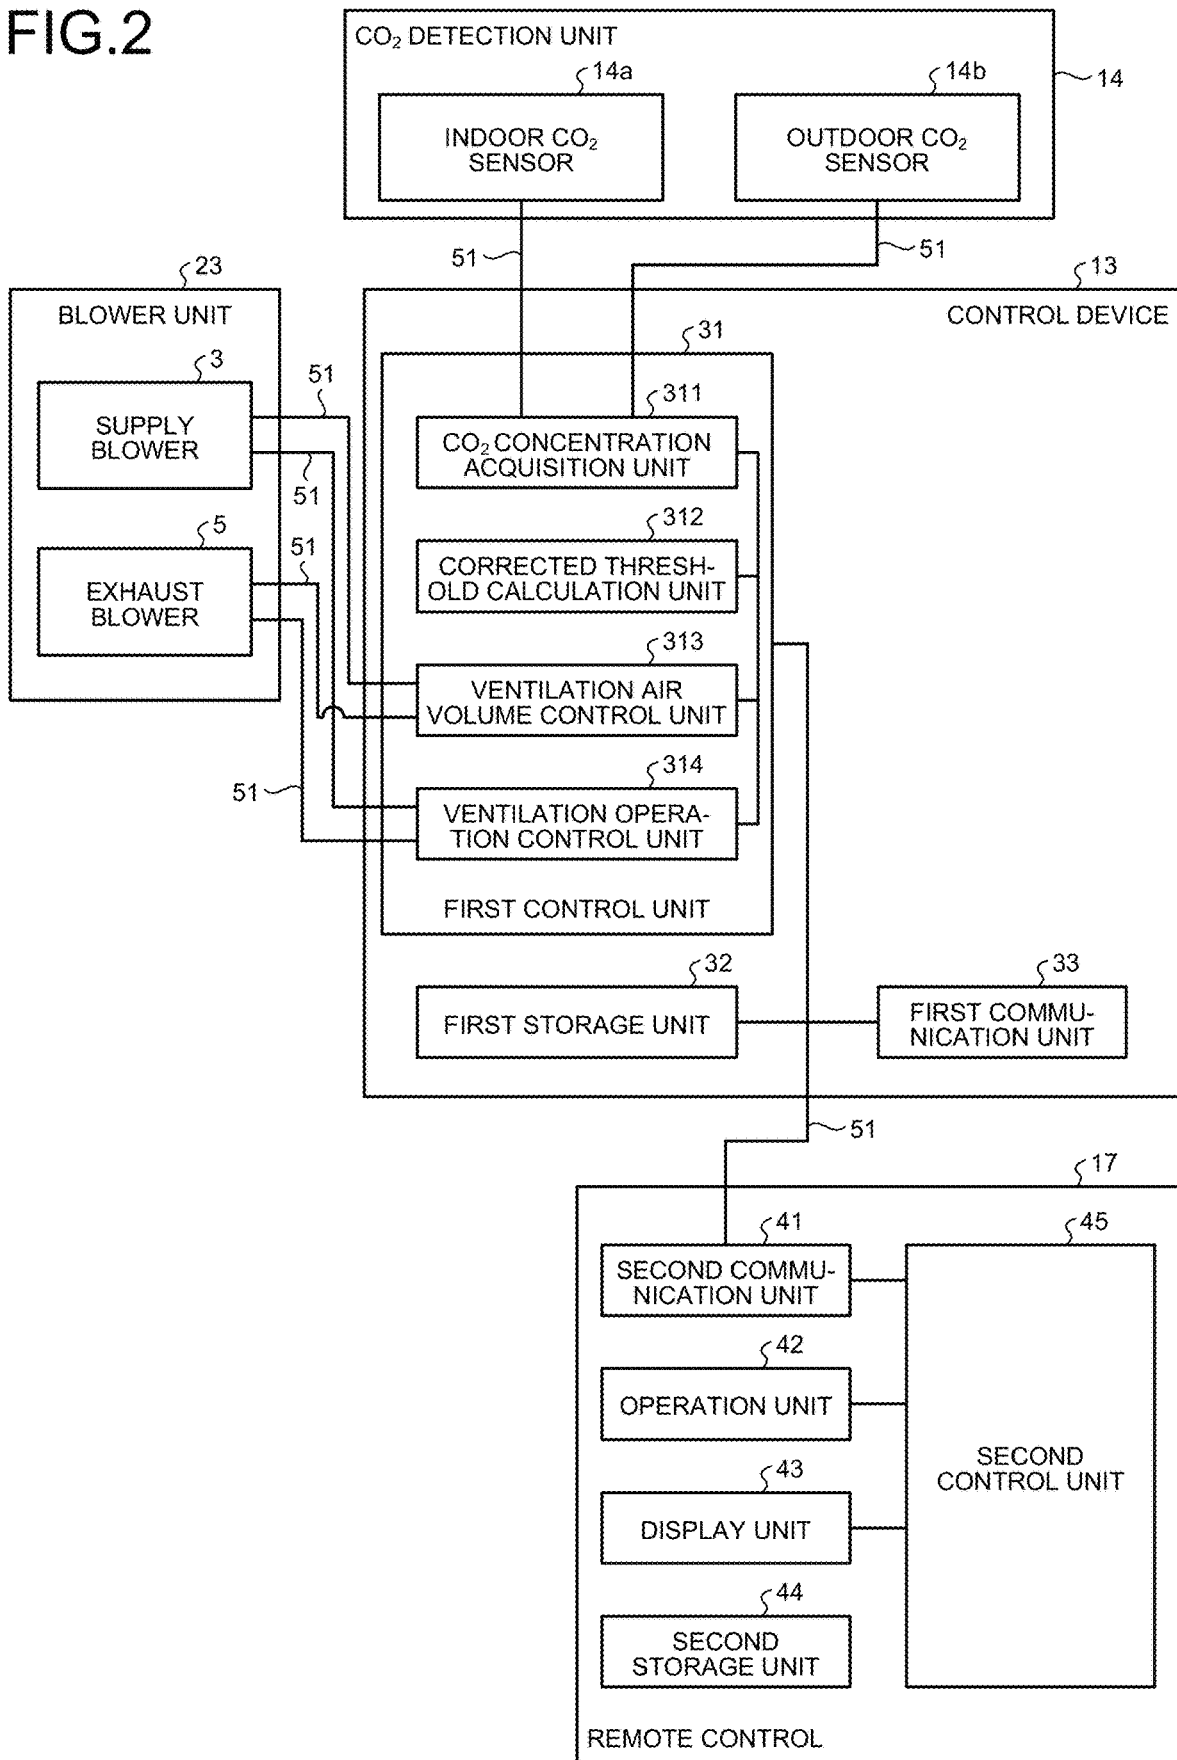 FIG.2
CO₂ DETECTION UNIT
14a
14b
14
INDOOR CO₂
SENSOR
OUTDOOR CO₂
SENSOR
51
51
23
13
BLOWER UNIT
CONTROL DEVICE
31
3
51
311
SUPPLY
BLOWER
CO₂ CONCENTRATION
ACQUISITION UNIT
51
5
51
312
EXHAUST
BLOWER
CORRECTED THRESH-
OLD CALCULATION UNIT
313
VENTILATION AIR
VOLUME CONTROL UNIT
51
314
VENTILATION OPERA-
TION CONTROL UNIT
FIRST CONTROL UNIT
32
33
FIRST STORAGE UNIT
FIRST COMMU-
NICATION UNIT
51
17
41
45
SECOND COMMU-
NICATION UNIT
42
OPERATION UNIT
SECOND
CONTROL UNIT
43
DISPLAY UNIT
44
SECOND
STORAGE UNIT
REMOTE CONTROL